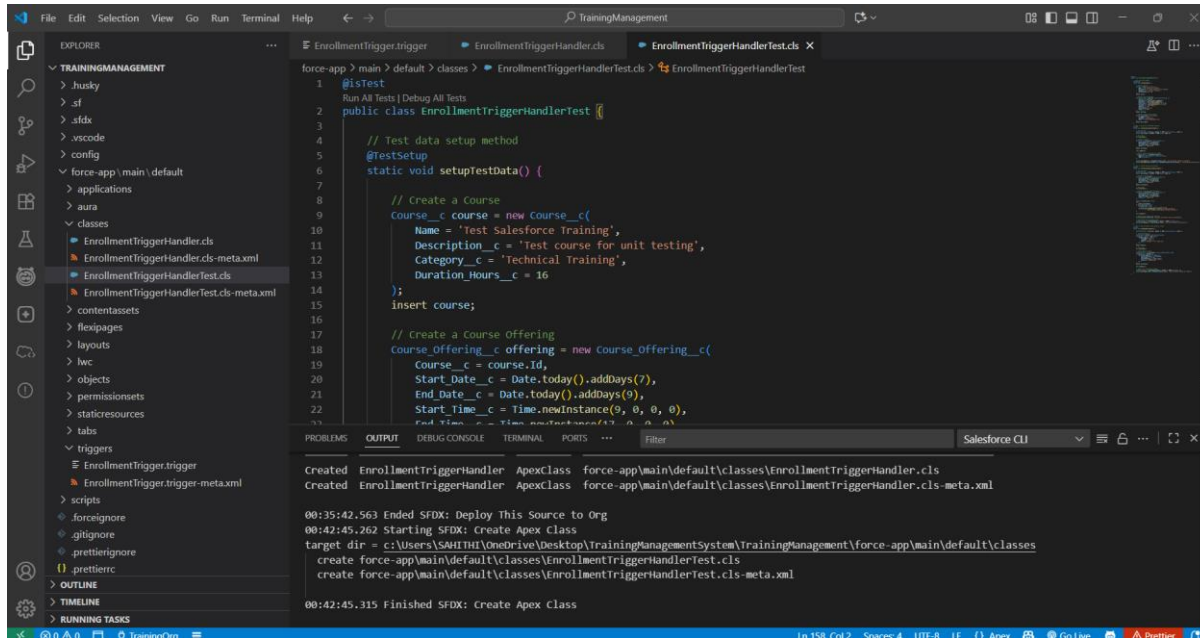 File Edit Selection View Go Run Terminal Help
TrainingManagement
EXPLORER
TRAININGMANAGEMENT
.husky
.sf
.sfdx
.vscode
config
force-app\main\default
applications
aura
classes
EnrollmentTriggerHandler.cls
EnrollmentTriggerHandler.cls-meta.xml
EnrollmentTriggerHandlerTest.cls
EnrollmentTriggerHandlerTest.cls-meta.xml
contentassets
flexipages
layouts
lwc
objects
permissionsets
staticresources
tabs
triggers
EnrollmentTrigger.trigger
EnrollmentTrigger.trigger-meta.xml
scripts
.forceignore
.gitignore
.prettierignore
.prettierrc
OUTLINE
TIMELINE
RUNNING TASKS
EnrollmentTrigger.trigger EnrollmentTriggerHandler.cls EnrollmentTriggerHandlerTest.cls
force-app > main > default > classes > EnrollmentTriggerHandlerTest.cls > EnrollmentTriggerHandlerTest
1 @isTest
Run All Tests | Debug All Tests
2 public class EnrollmentTriggerHandlerTest {
3
4 // Test data setup method
5 @TestSetup
6 static void setupTestData() {
7
8 // Create a Course
9 Course__c course = new Course__c(
10 Name = 'Test Salesforce Training',
11 Description__c = 'Test course for unit testing',
12 Category__c = 'Technical Training',
13 Duration_Hours__c = 16
14 );
15 insert course;
16
17 // Create a Course Offering
18 Course_Offering__c offering = new Course_Offering__c(
19 Course__c = course.Id,
20 Start_Date__c = Date.today().addDays(7),
21 End_Date__c = Date.today().addDays(9),
22 Start_Time__c = Time.newInstance(9, 0, 0, 0),
23 End_Time__c = Time.newInstance(17, 0, 0, 0)
PROBLEMS OUTPUT DEBUG CONSOLE TERMINAL PORTS Filter Salesforce CLI
Created EnrollmentTriggerHandler ApexClass force-app\main\default\classes\EnrollmentTriggerHandler.cls
Created EnrollmentTriggerHandler ApexClass force-app\main\default\classes\EnrollmentTriggerHandler.cls-meta.xml
00:35:42.563 Ended SFDX: Deploy This Source to Org
00:42:45.262 Starting SFDX: Create Apex Class
target dir = c:\Users\SAHITHI\OneDrive\Desktop\TrainingManagementSystem\TrainingManagement\force-app\main\default\classes
create force-app\main\default\classes\EnrollmentTriggerHandlerTest.cls
create force-app\main\default\classes\EnrollmentTriggerHandlerTest.cls-meta.xml
00:42:45.315 Finished SFDX: Create Apex Class
0 0 TrainingOrg Ln 158, Col 2 Spaces: 4 UTF-8 LF {} Apex Go Live Prettier